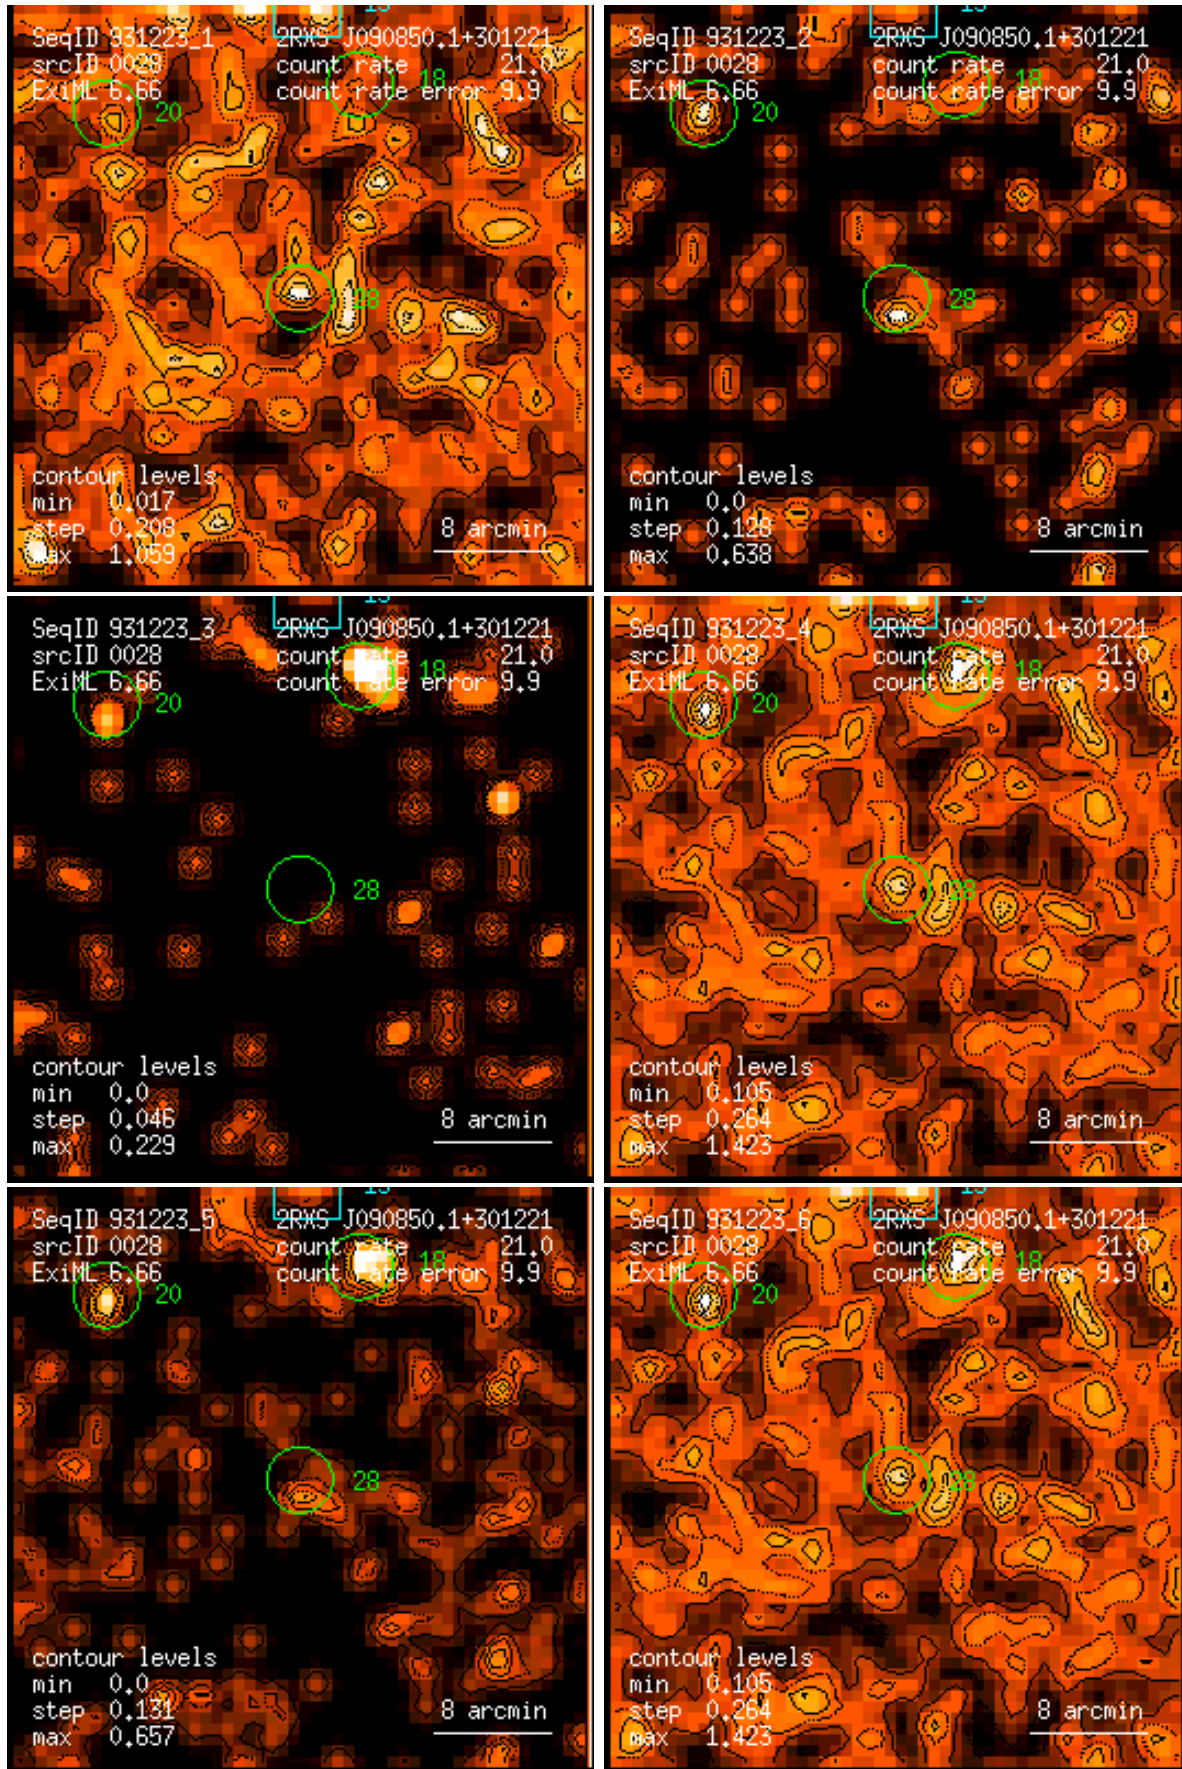 15
SeqID 931223_1 2RXS J090850.1+301221
srcID 0028 count rate 21.0
ExiML 6.66 count rate error 9.9
18
20
28
contour levels
min 0.017
step 0.208
max 1.059
8 arcmin
15
SeqID 931223_2 2RXS J090850.1+301221
srcID 0028 count rate 21.0
ExiML 6.66 count rate error 9.9
18
20
28
contour levels
min 0.0
step 0.128
max 0.638
8 arcmin
15
SeqID 931223_3 2RXS J090850.1+301221
srcID 0028 count rate 21.0
ExiML 6.66 count rate error 9.9
18
20
28
contour levels
min 0.0
step 0.046
max 0.229
8 arcmin
15
SeqID 931223_4 2RXS J090850.1+301221
srcID 0028 count rate 21.0
ExiML 6.66 count rate error 9.9
18
20
28
contour levels
min 0.105
step 0.264
max 1.423
8 arcmin
15
SeqID 931223_5 2RXS J090850.1+301221
srcID 0028 count rate 21.0
ExiML 6.66 count rate error 9.9
18
20
28
contour levels
min 0.0
step 0.131
max 0.657
8 arcmin
15
SeqID 931223_6 2RXS J090850.1+301221
srcID 0028 count rate 21.0
ExiML 6.66 count rate error 9.9
18
20
28
contour levels
min 0.105
step 0.264
max 1.423
8 arcmin